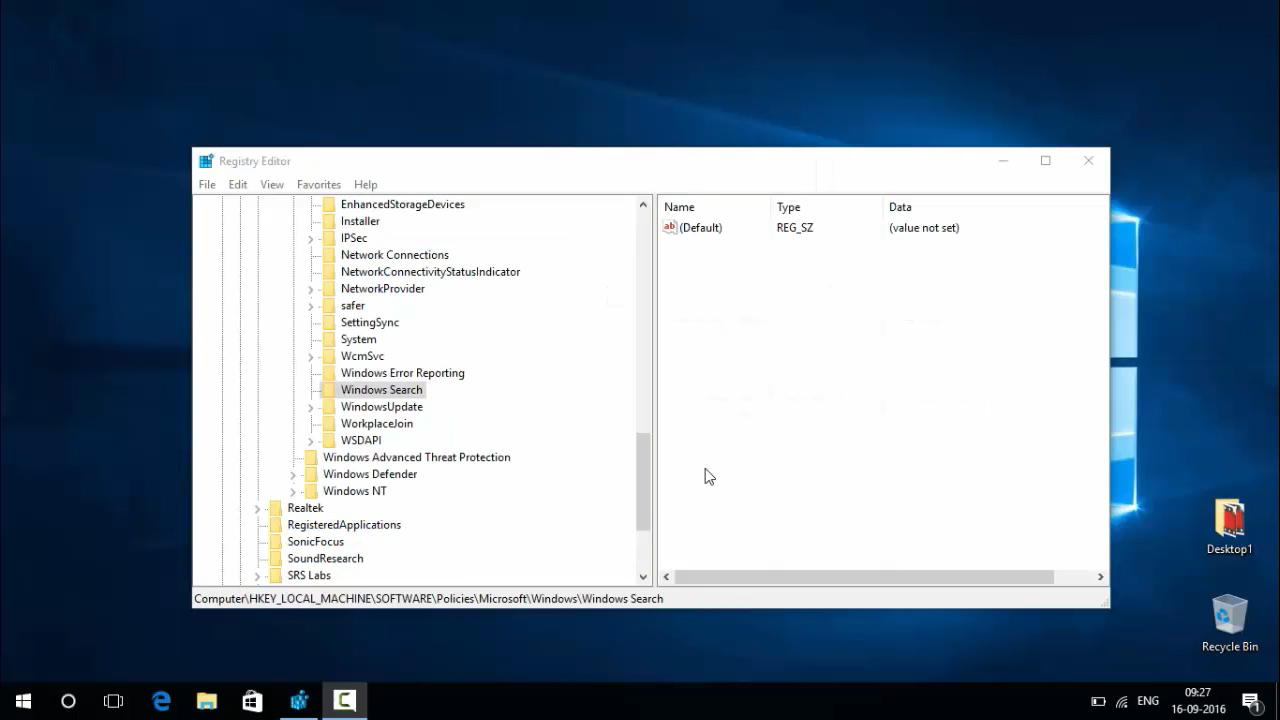 Registry Editor
File Edit View Favorites Help
EnhancedStorageDevices
Installer
IPSec
Network Connections
NetworkConnectivityStatusIndicator
NetworkProvider
safer
SettingSync
System
WcmSvc
Windows Error Reporting
Windows Search
WindowsUpdate
WorkplaceJoin
WSDAPI
Windows Advanced Threat Protection
Windows Defender
Windows NT
Realtek
RegisteredApplications
SonicFocus
SoundResearch
SRS Labs
Name Type Data
ab (Default) REG_SZ (value not set)
Computer\HKEY_LOCAL_MACHINE\SOFTWARE\Policies\Microsoft\Windows\Windows Search
Desktop1
Recycle Bin
ENG
09:27
16-09-2016
1